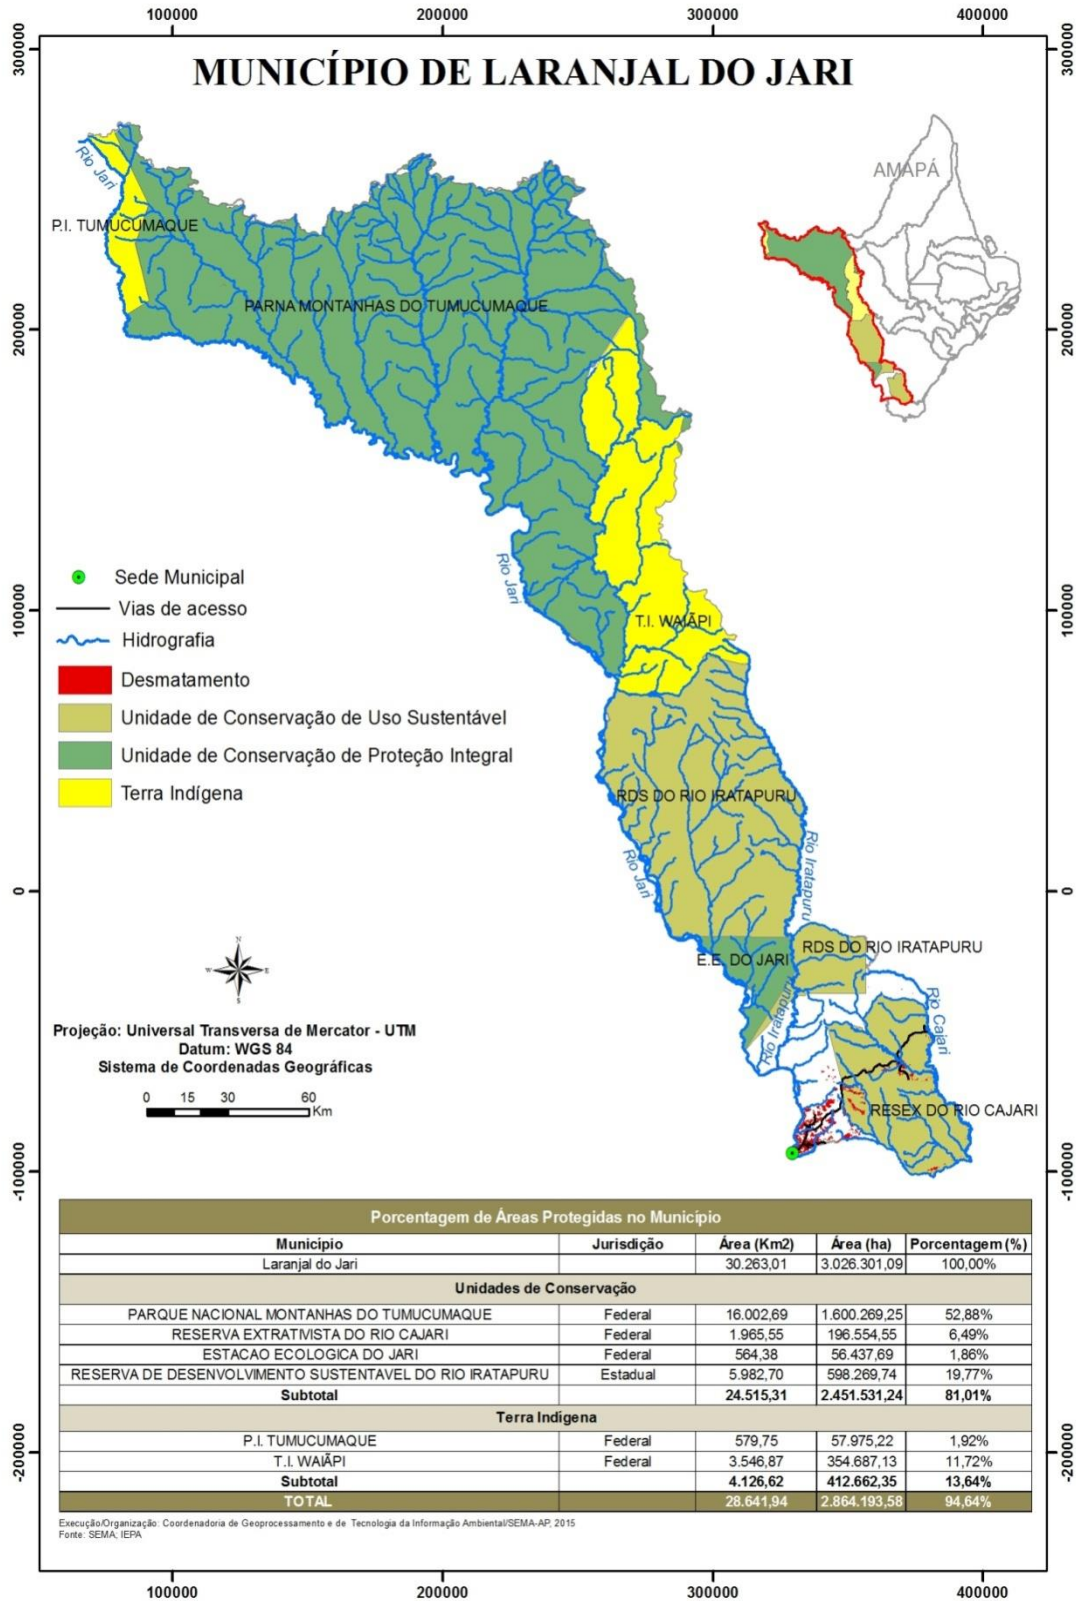 100000 200000 300000 400000
MUNICÍPIO DE LARANJAL DO JARI
300000 300000
AMAPÁ
Rio Jari
P.I. TUMUCUMAQUE
PARNA MONTANHAS DO TUMUCUMAQUE
200000 200000
Rio Jari
T.I. WAIÃPI
100000 100000
Sede Municipal
Vias de acesso
Hidrografia
Desmatamento
Unidade de Conservação de Uso Sustentável
Unidade de Conservação de Proteção Integral
Terra Indígena
RDS DO RIO IRATAPURU
Rio Jari
Rio Iratapuru
0 0
RDS DO RIO IRATAPURU
E.E. DO JARI
Rio Iratapuru
Rio Cajari
RESEX DO RIO CAJARI
N
W E
S
Projeção: Universal Transversa de Mercator - UTM
Datum: WGS 84
Sistema de Coordenadas Geográficas
0 15 30 60
Km
-100000 -100000
Porcentagem de Áreas Protegidas no Município
Município Jurisdição Área (Km2) Área (ha) Porcentagem (%)
Laranjal do Jari 30.263,01 3.026.301,09 100,00%
Unidades de Conservação
PARQUE NACIONAL MONTANHAS DO TUMUCUMAQUE Federal 16.002,69 1.600.269,25 52,88%
RESERVA EXTRATIVISTA DO RIO CAJARI Federal 1.965,55 196.554,55 6,49%
ESTACAO ECOLOGICA DO JARI Federal 564,38 56.437,69 1,86%
RESERVA DE DESENVOLVIMENTO SUSTENTAVEL DO RIO IRATAPURU Estadual 5.982,70 598.269,74 19,77%
Subtotal 24.515,31 2.451.531,24 81,01%
Terra Indígena
P.I. TUMUCUMAQUE Federal 579,75 57.975,22 1,92%
T.I. WAIÃPI Federal 3.546,87 354.687,13 11,72%
Subtotal 4.126,62 412.662,35 13,64%
TOTAL 28.641,94 2.864.193,58 94,64%
-200000 -200000
Execução/Organização: Coordenadoria de Geoprocessamento e de Tecnologia da Informação Ambiental/SEMA-AP, 2015
Fonte: SEMA; IEPA
100000 200000 300000 400000